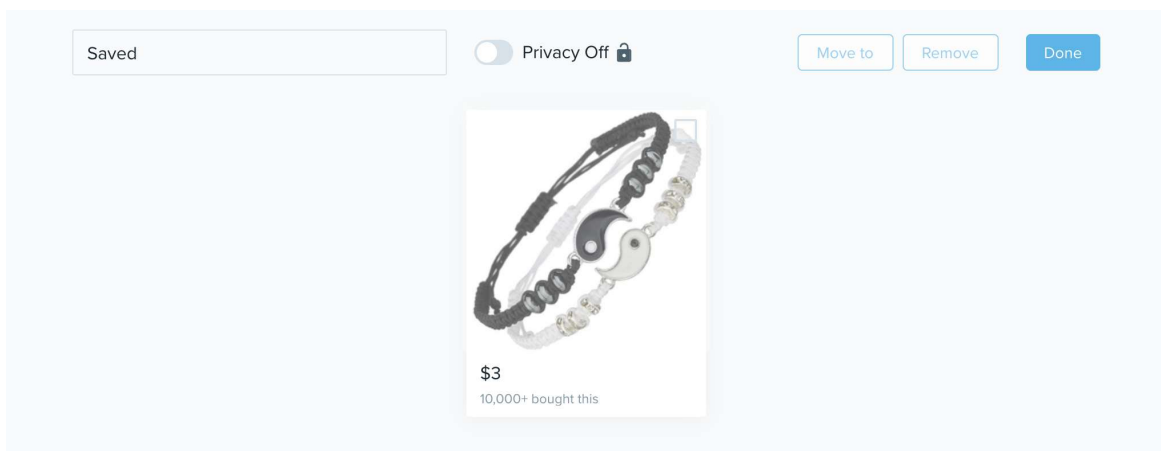 Saved
Privacy Off
Move to
Remove
Done
$3
10,000+ bought this